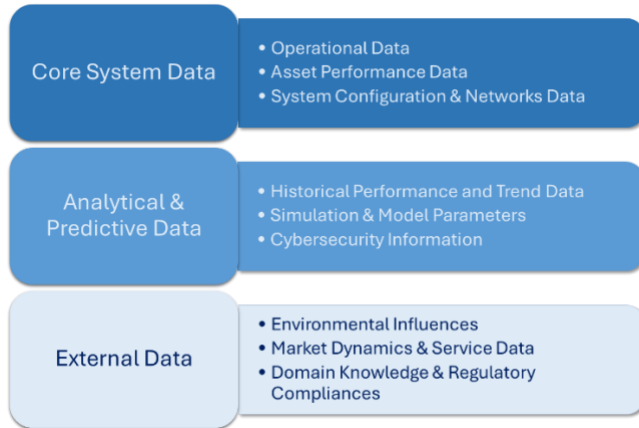 Core System Data
• Operational Data
• Asset Performance Data
• System Configuration & Networks Data
Analytical &
Predictive Data
• Historical Performance and Trend Data
• Simulation & Model Parameters
• Cybersecurity Information
External Data
• Environmental Influences
• Market Dynamics & Service Data
• Domain Knowledge & Regulatory
Compliances